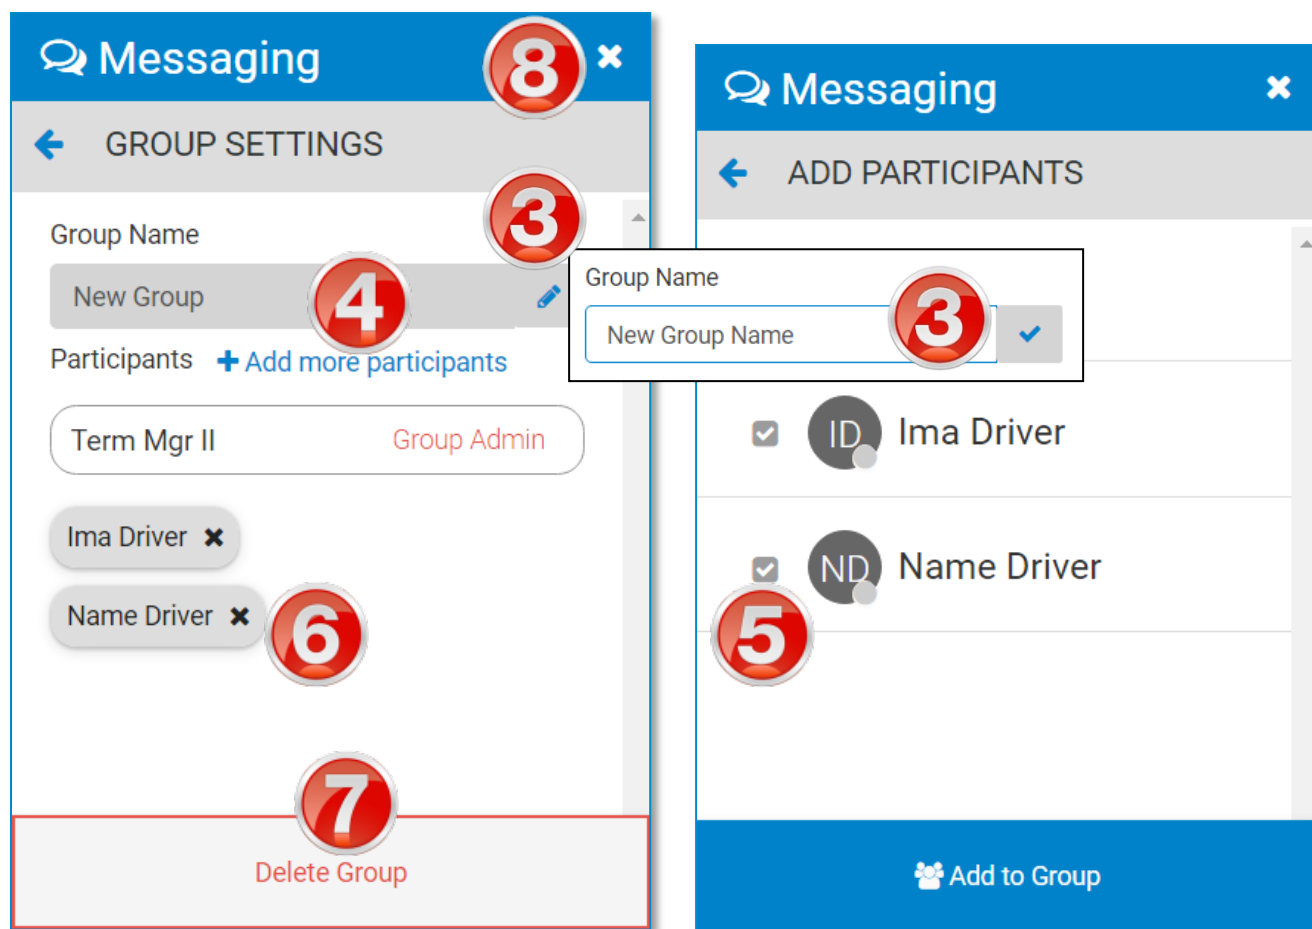 Messaging
8
GROUP SETTINGS
3
Group Name
New Group
4
Participants
Add more participants
Term Mgr II
Group Admin
Ima Driver
Name Driver
6
7
Delete Group
Group Name
New Group Name
3
Messaging
ADD PARTICIPANTS
ID
Ima Driver
ND
Name Driver
5
Add to Group